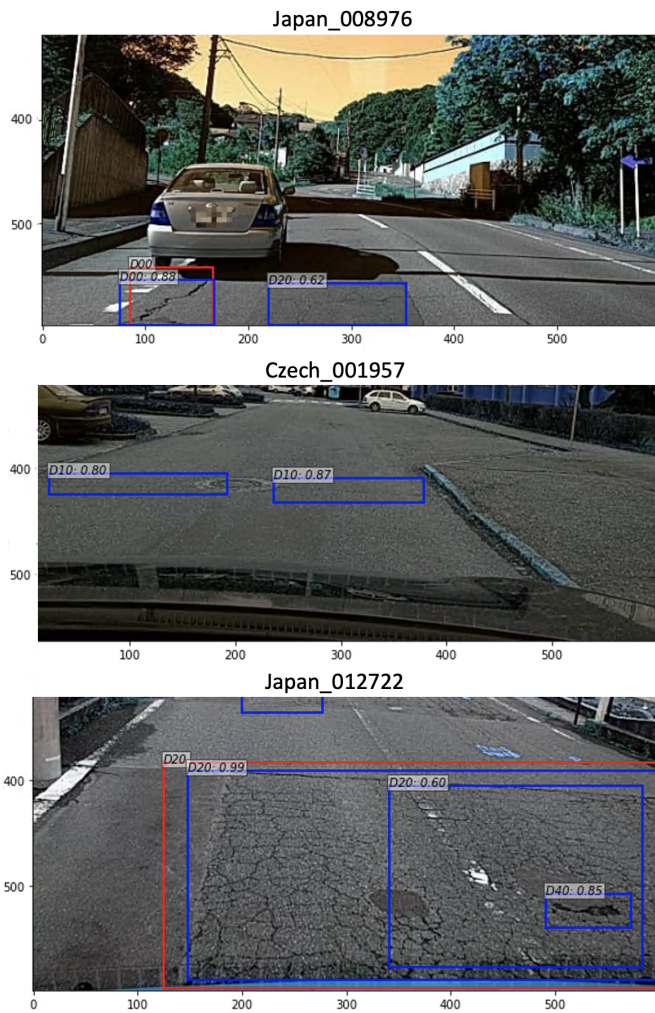 Japan_008976
400
500
D00
D00: 0.88
D20: 0.62
0 100 200 300 400 500
Czech_001957
400
D10: 0.80
D10: 0.87
500
100 200 300 400 500
Japan_012722
D20
D20: 0.99
400
D20: 0.60
D40: 0.85
500
0 100 200 300 400 500